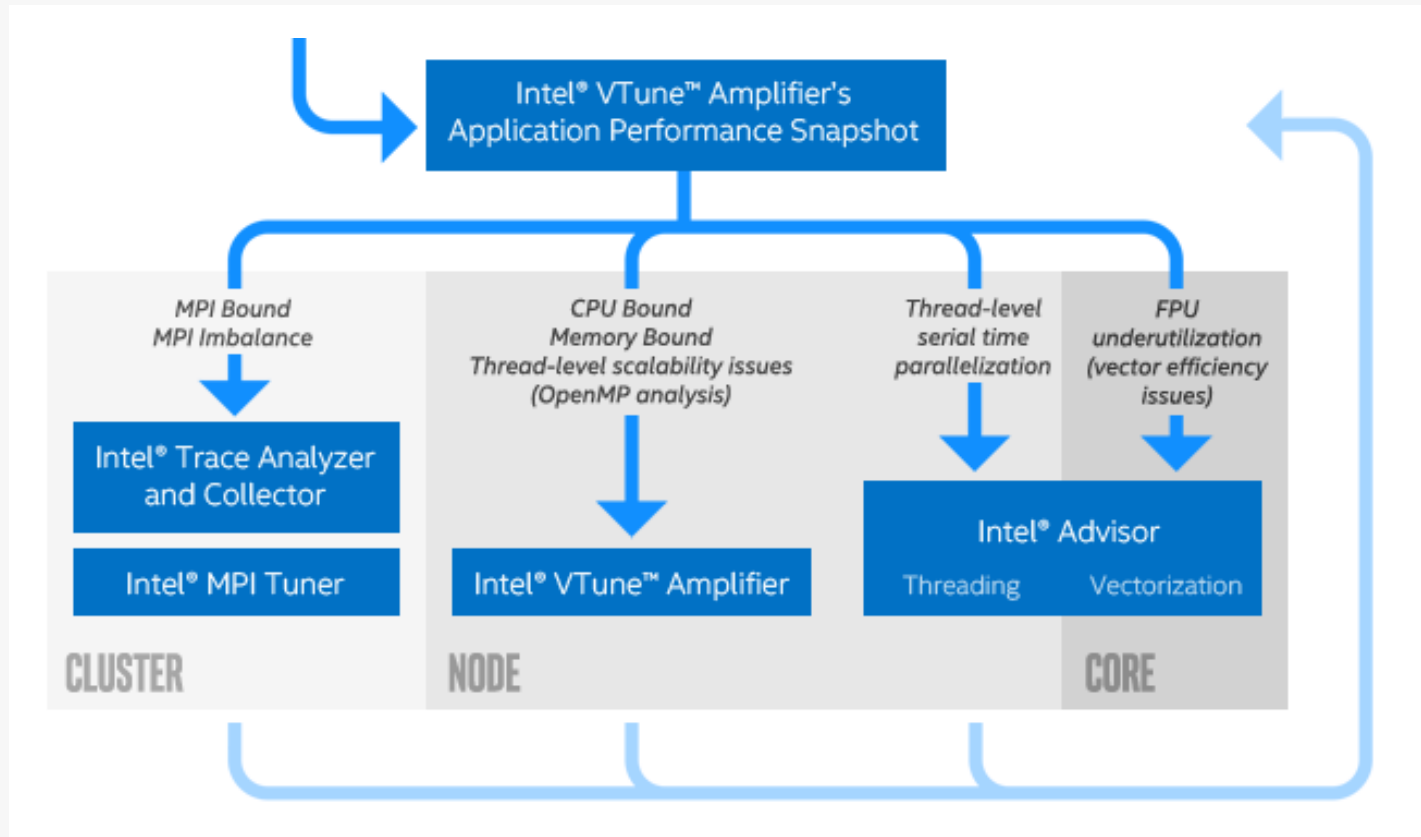 Intel® VTune™ Amplifier's
Application Performance Snapshot
MPI Bound
MPI Imbalance
CPU Bound
Memory Bound
Thread-level scalability issues
(OpenMP analysis)
Thread-level
serial time
parallelization
FPU
underutilization
(vector efficiency
issues)
Intel® Trace Analyzer
and Collector
Intel® MPI Tuner
Intel® VTune™ Amplifier
Intel® Advisor
Threading
Vectorization
CLUSTER
NODE
CORE